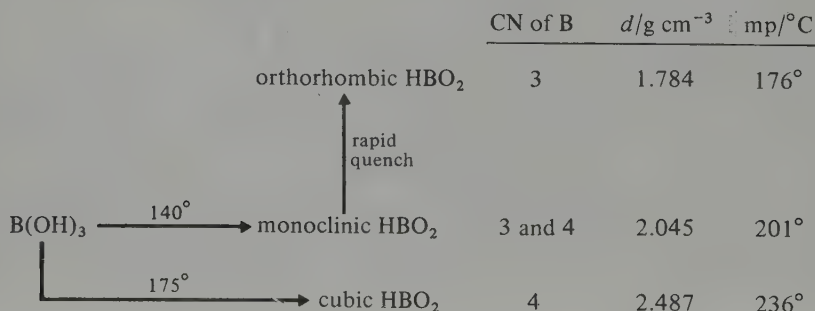 CN of B d/g cm⁻³ mp/°C
orthorhombic HBO₂ 3 1.784 176°
rapid
quench
B(OH)₃ 140° monoclinic HBO₂ 3 and 4 2.045 201°
175° cubic HBO₂ 4 2.487 236°